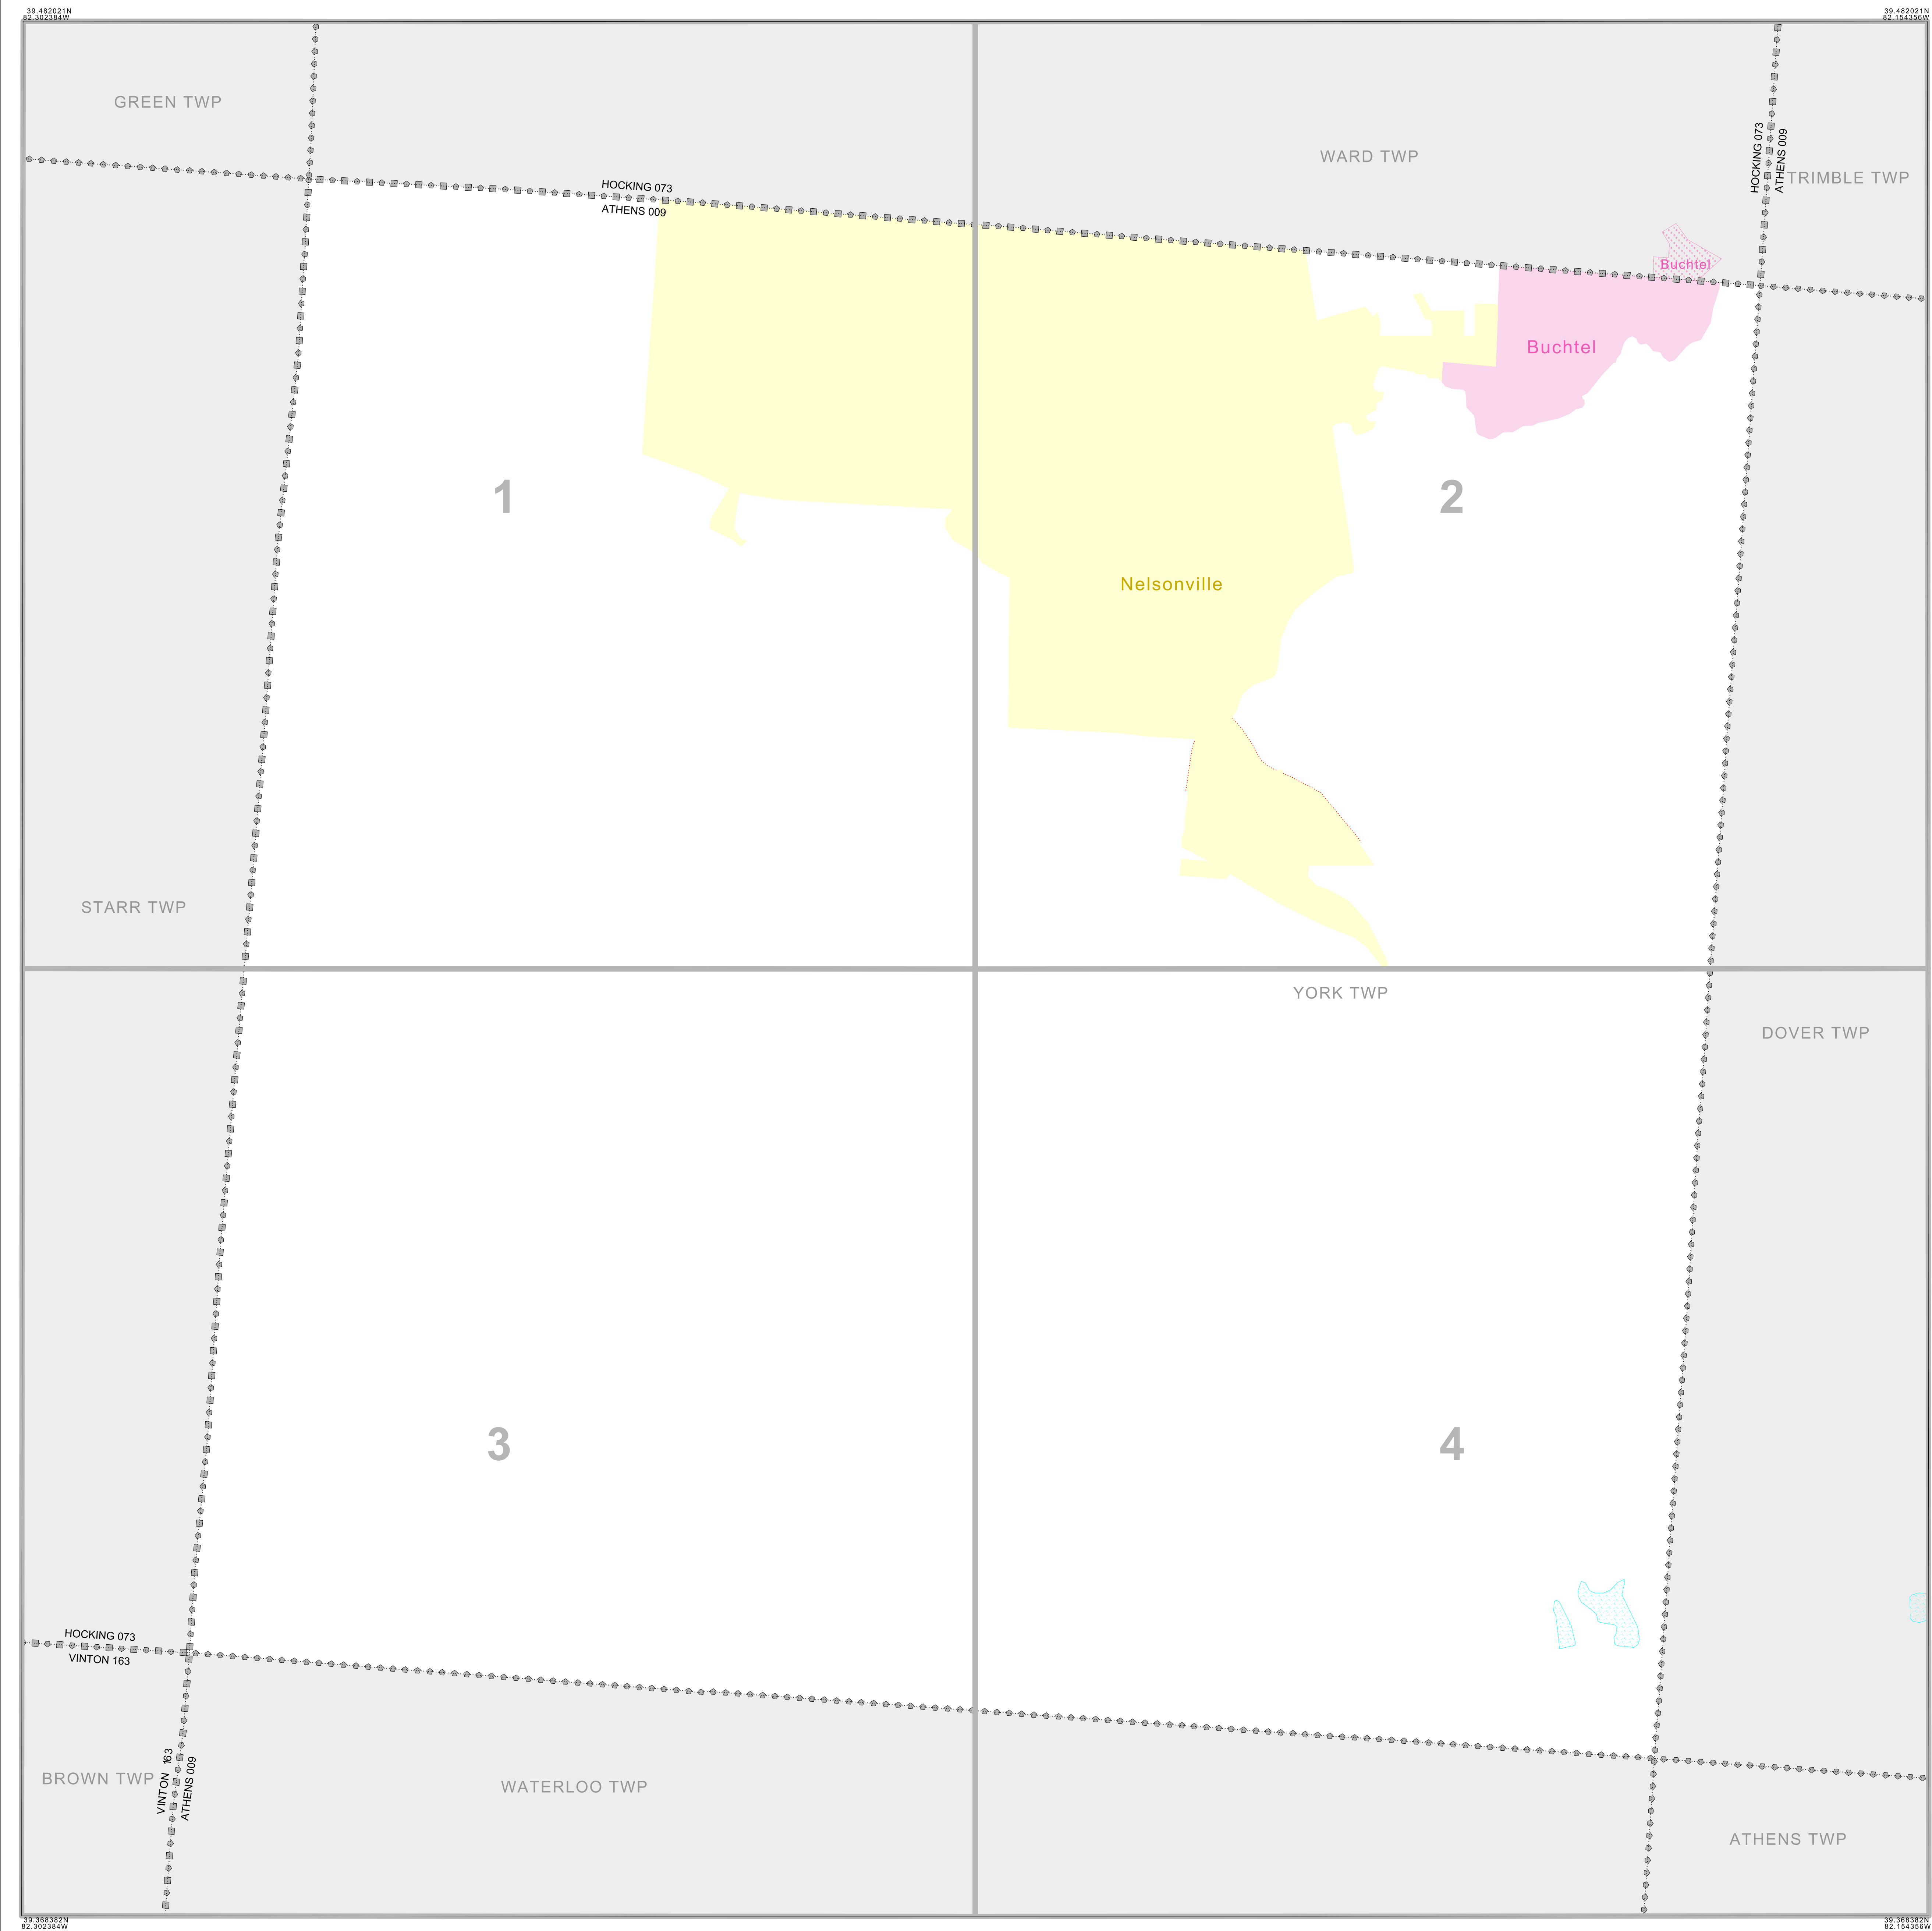 39.482021N
82.302384W
39.482021N
82.154356W
GREEN TWP
WARD TWP
HOCKING 073
ATHENS 009
TRIMBLE TWP
HOCKING 073
ATHENS 009
Buchtel
Buchtel
1
2
Nelsonville
STARR TWP
YORK TWP
DOVER TWP
3
4
HOCKING 073
VINTON 163
VINTON 163
ATHENS 009
BROWN TWP
WATERLOO TWP
ATHENS TWP
39.368382N
82.302384W
39.368382N
82.154356W